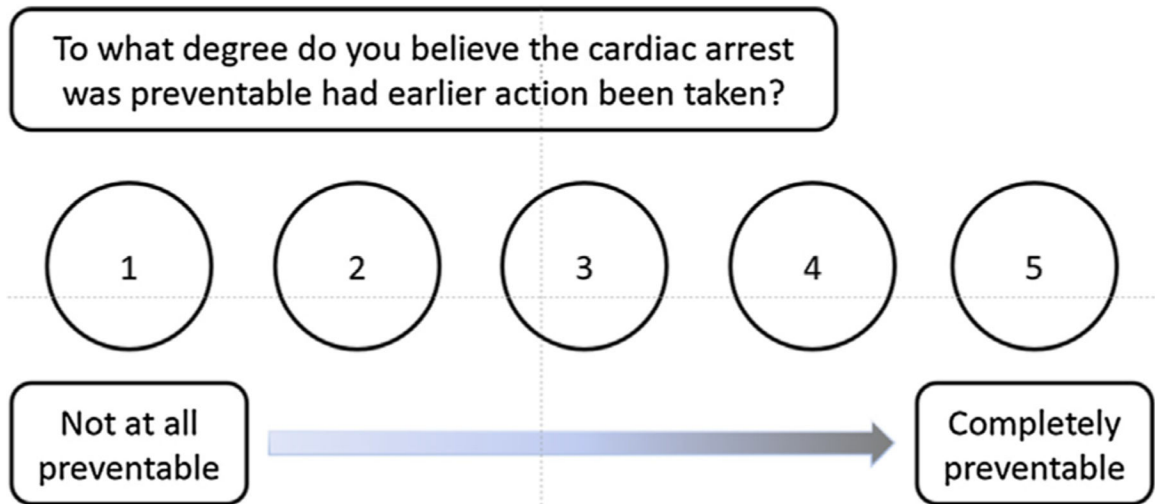 To what degree do you believe the cardiac arrest
was preventable had earlier action been taken?
1 2 3 4 5
Not at all
preventable
Completely
preventable